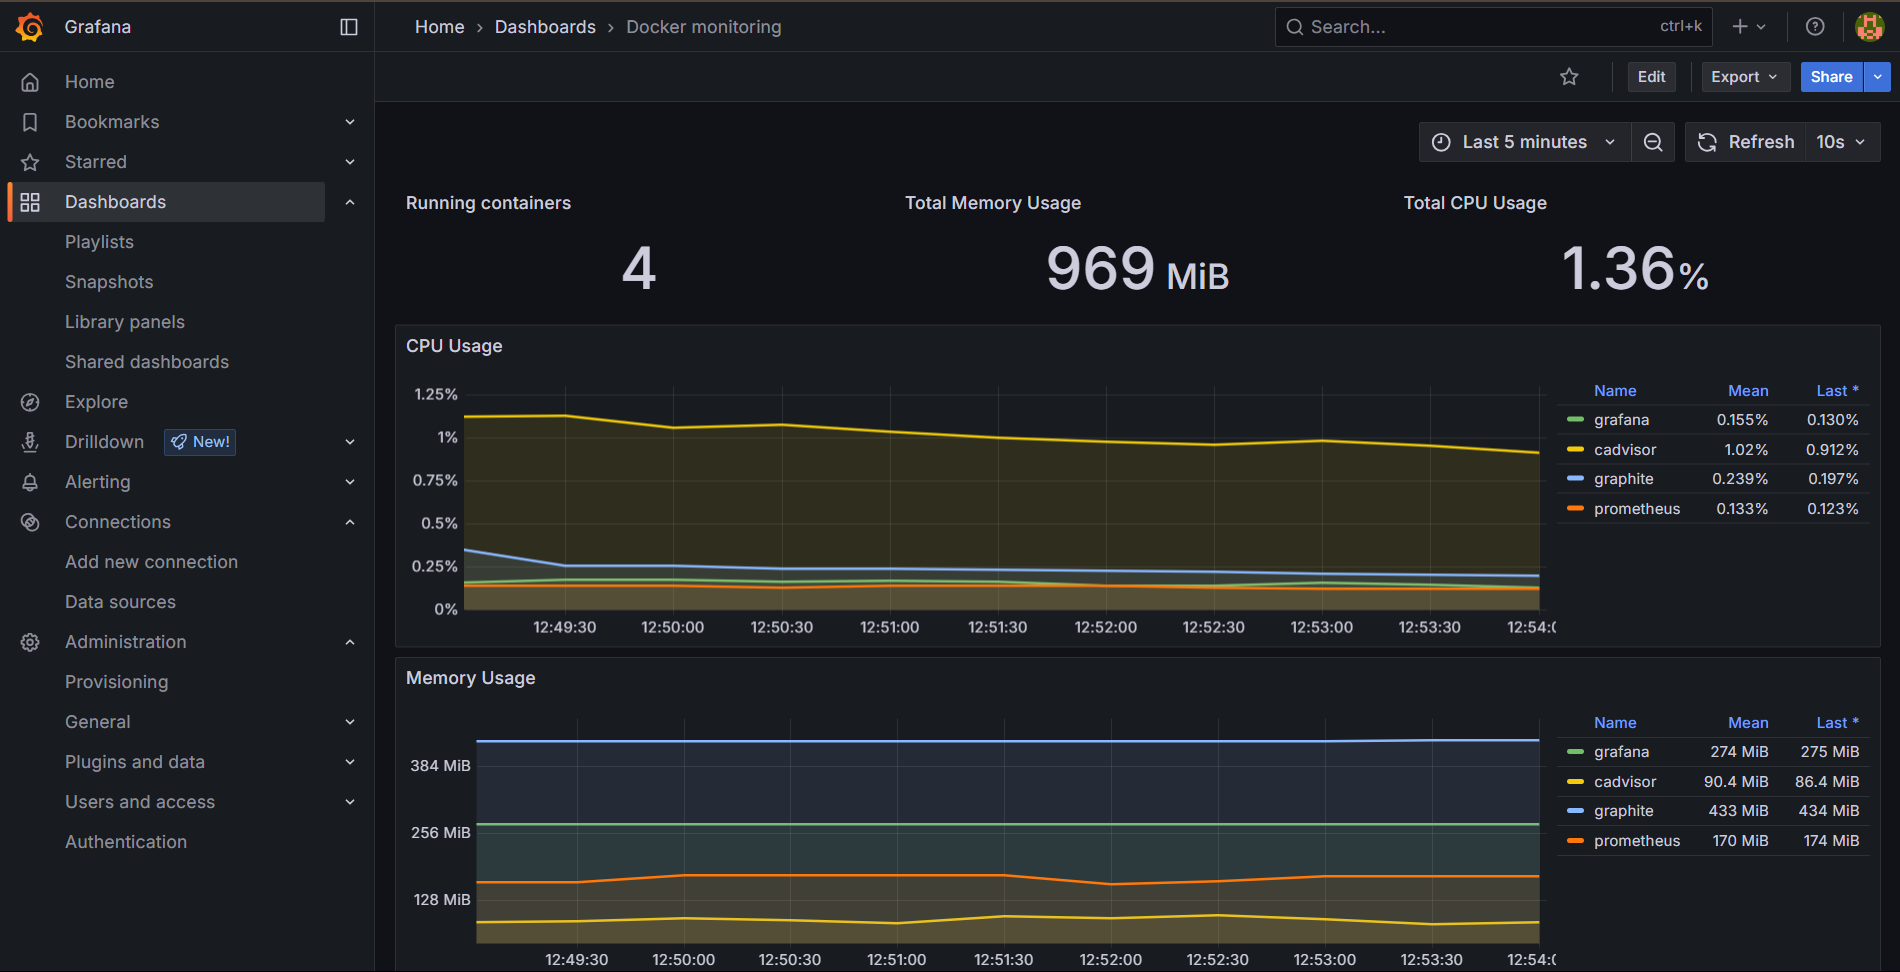 Grafana
Home › Dashboards › Docker monitoring
Search... ctrl+k
Edit Export Share
Home
Bookmarks
Starred
Dashboards
Playlists
Snapshots
Library panels
Shared dashboards
Explore
Drilldown New!
Alerting
Connections
Add new connection
Data sources
Administration
Provisioning
General
Plugins and data
Users and access
Authentication
Last 5 minutes Refresh 10s
Running containers
4
Total Memory Usage
969 MiB
Total CPU Usage
1.36%
CPU Usage
1.25%
1%
0.75%
0.5%
0.25%
0%
12:49:30 12:50:00 12:50:30 12:51:00 12:51:30 12:52:00 12:52:30 12:53:00 12:53:30 12:54:0
Name Mean Last *
grafana 0.155% 0.130%
cadvisor 1.02% 0.912%
graphite 0.239% 0.197%
prometheus 0.133% 0.123%
Memory Usage
384 MiB
256 MiB
128 MiB
12:49:30 12:50:00 12:50:30 12:51:00 12:51:30 12:52:00 12:52:30 12:53:00 12:53:30 12:54:0
Name Mean Last *
grafana 274 MiB 275 MiB
cadvisor 90.4 MiB 86.4 MiB
graphite 433 MiB 434 MiB
prometheus 170 MiB 174 MiB